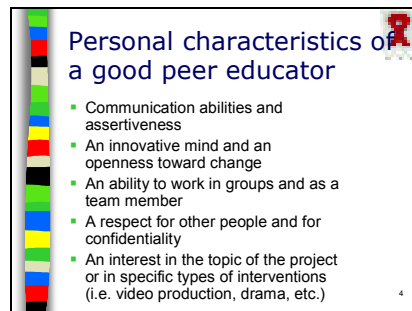 Personal characteristics of
a good peer educator
Communication abilities and
assertiveness
An innovative mind and an
openness toward change
An ability to work in groups and as a
team member
A respect for other people and for
confidentiality
An interest in the topic of the project
or in specific types of interventions
(i.e. video production, drama, etc.)
4